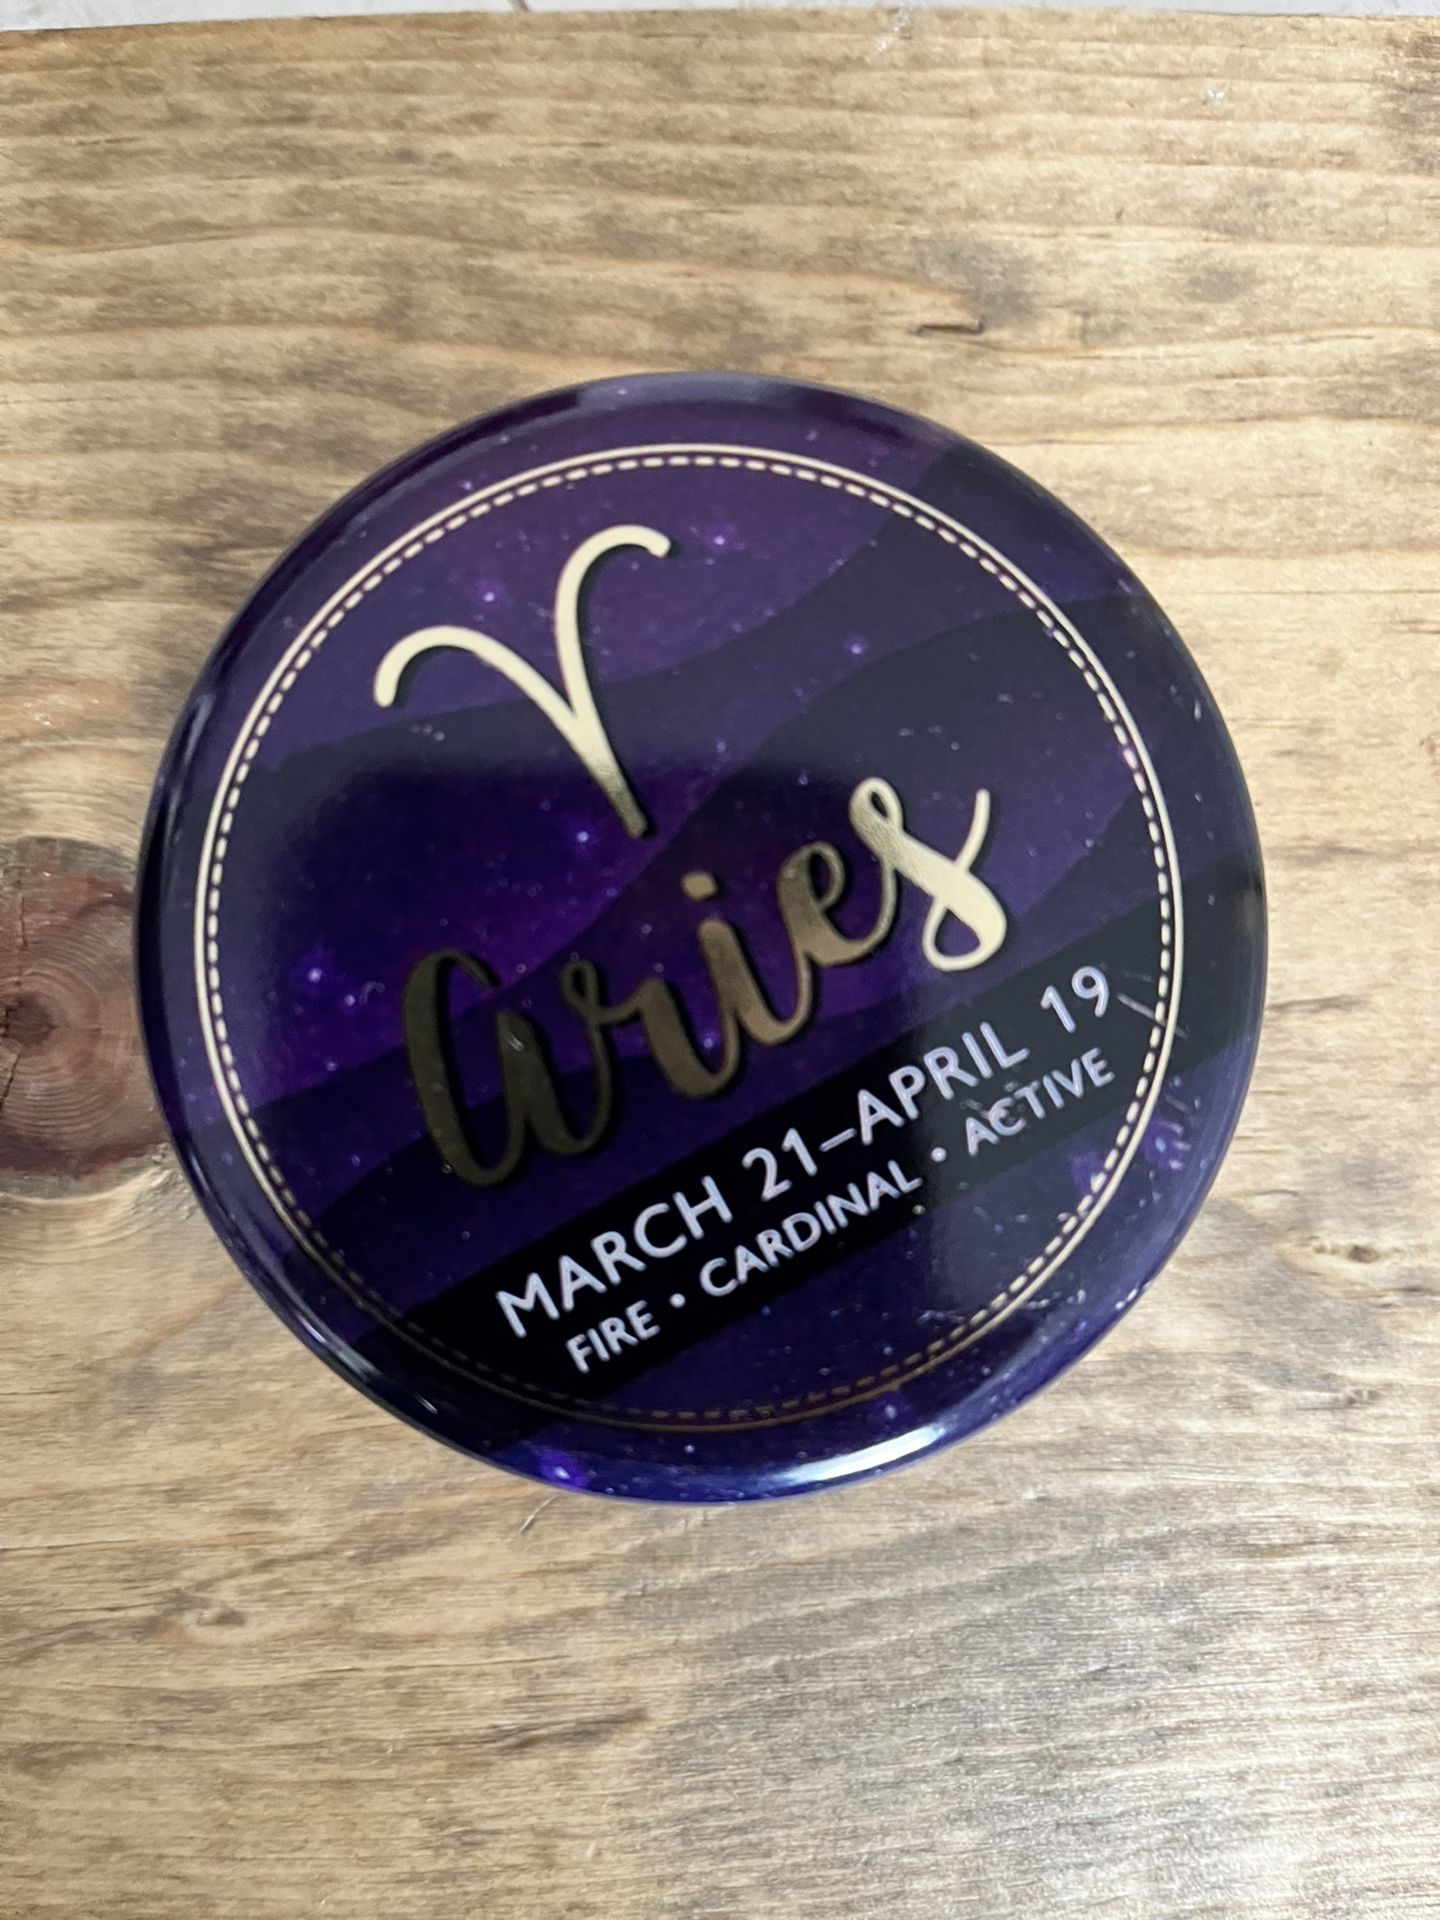 ♈
aries
MARCH 21–APRIL 19
FIRE • CARDINAL • ACTIVE